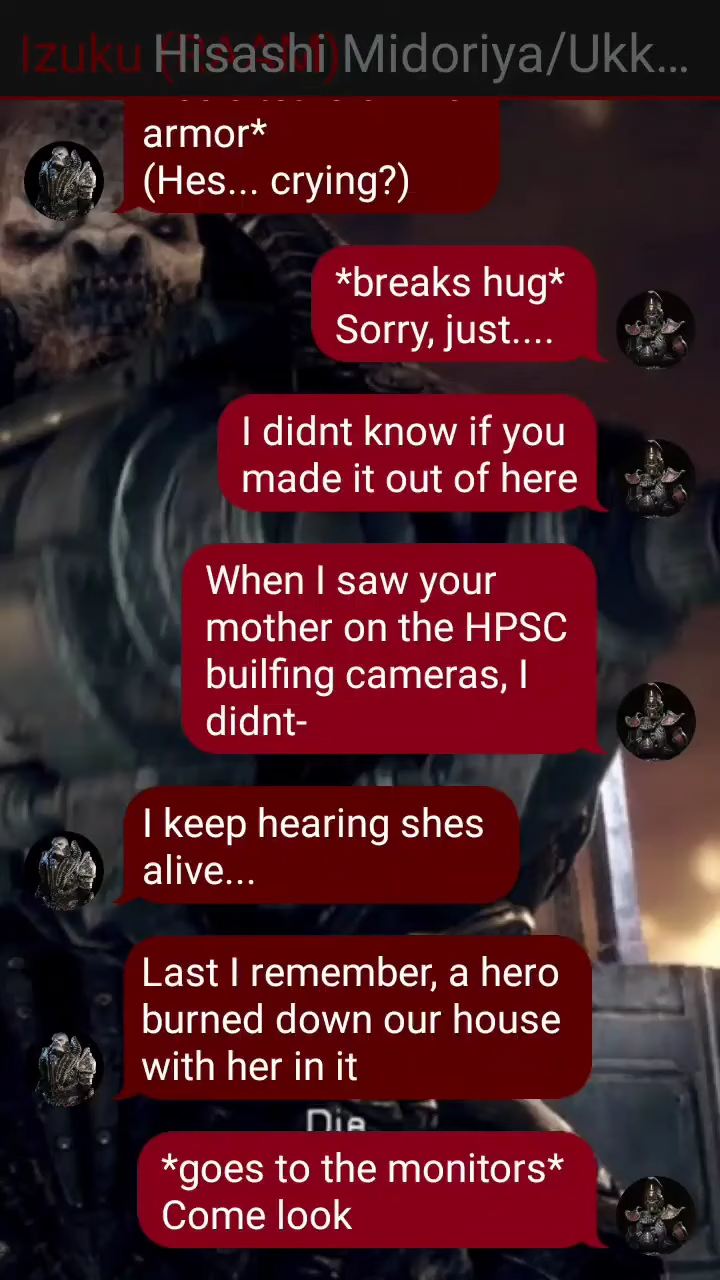 Izuku Hisashi Midoriya/Ukk...
armor*
(Hes... crying?)
*breaks hug*
Sorry, just....
I didnt know if you
made it out of here
When I saw your
mother on the HPSC
builfing cameras, I
didnt-
I keep hearing shes
alive...
Last I remember, a hero
burned down our house
with her in it
Die
*goes to the monitors*
Come look